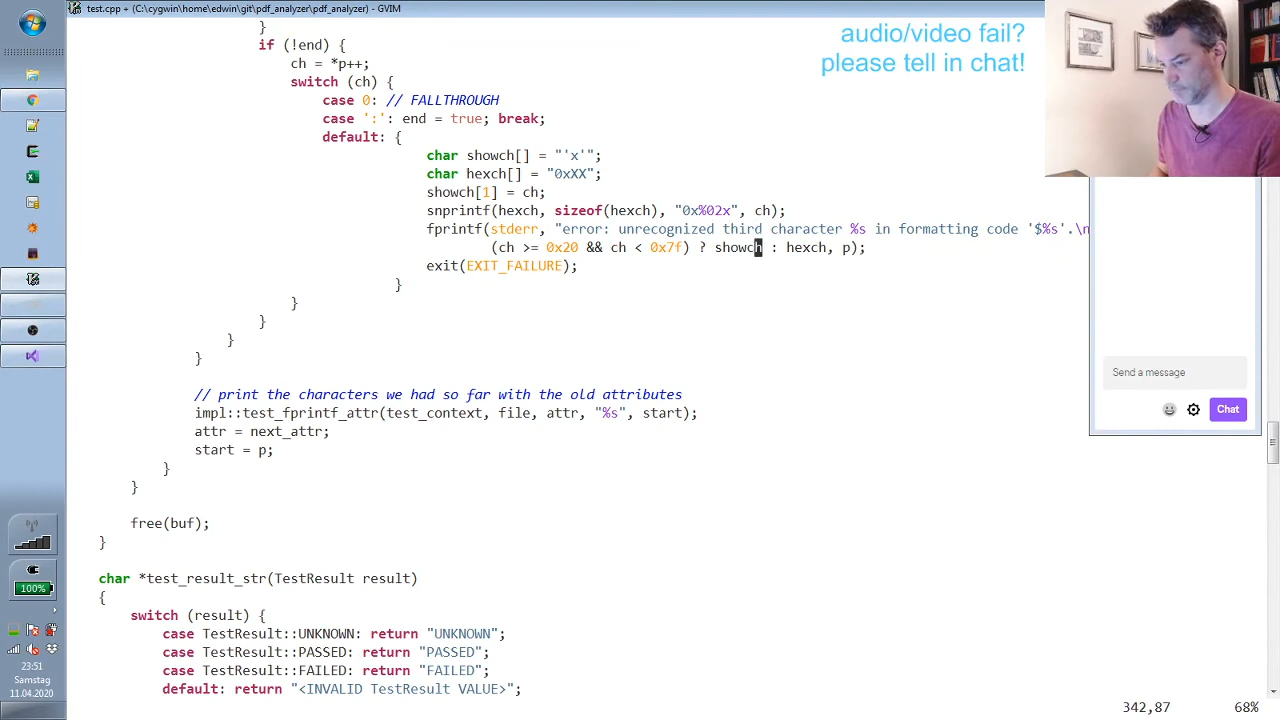 test.cpp + (C:\cygwin\home\edwin\git\pdf_analyzer\pdf_analyzer) - GVIM
audio/video fail?
please tell in chat!
}
if (!end) {
ch = *p++;
switch (ch) {
case 0: // FALLTHROUGH
case ':': end = true; break;
default: {
char showch[] = "'x'";
char hexch[] = "0xXX";
showch[1] = ch;
snprintf(hexch, sizeof(hexch), "0x%02x", ch);
fprintf(stderr, "error: unrecognized third character %s in formatting code '$%s'.\n
(ch >= 0x20 && ch < 0x7f) ? showch : hexch, p);
exit(EXIT_FAILURE);
}
}
}
}
}
// print the characters we had so far with the old attributes
impl::test_fprintf_attr(test_context, file, attr, "%s", start);
attr = next_attr;
start = p;
}
}
free(buf);
}
char *test_result_str(TestResult result)
{
switch (result) {
case TestResult::UNKNOWN: return "UNKNOWN";
case TestResult::PASSED: return "PASSED";
case TestResult::FAILED: return "FAILED";
default: return "<INVALID TestResult VALUE>";
342,87
68%
Send a message
Chat
100%
23:51
Samstag
11.04.2020